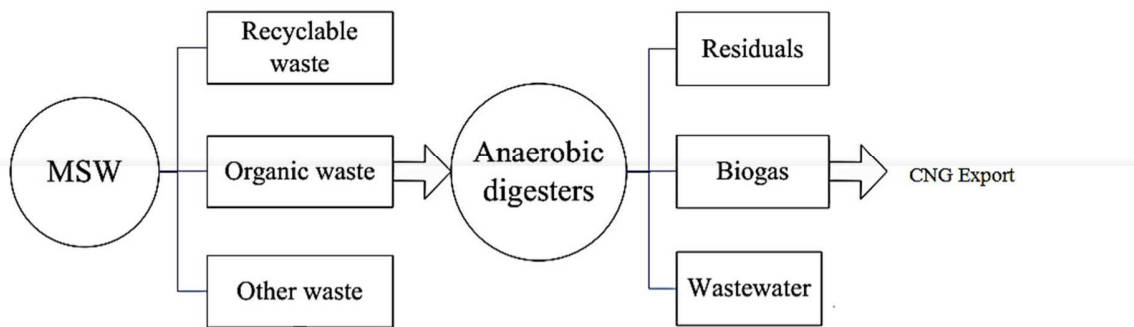 MSW
Recyclable
waste
Organic waste
Other waste
Anaerobic
digesters
Residuals
Biogas
Wastewater
CNG Export